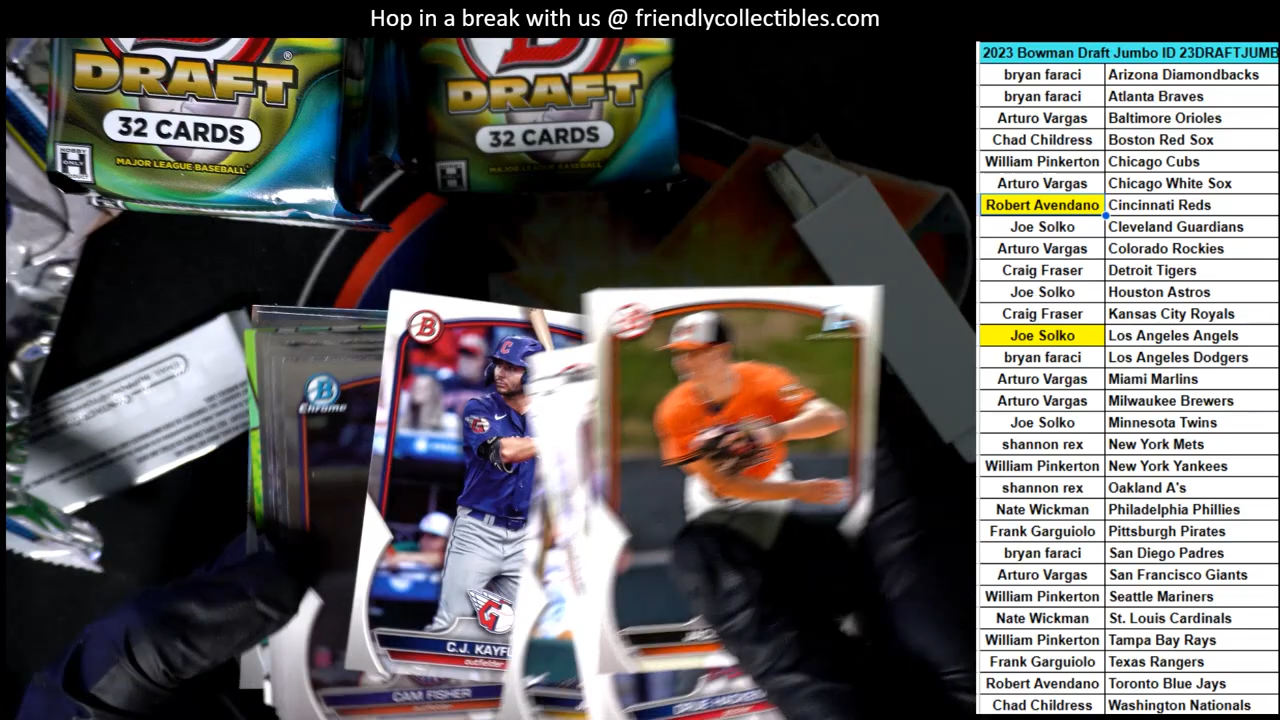 Hop in a break with us @ friendlycollectibles.com
DRAFT
®
32 CARDS
HOBBY
H
ONLY
MAJOR LEAGUE BASEBALL
DRAFT
32 CARDS
H
MAJOR LEAGUE BASEBALL
B
Chrome
B
C
C.J. KAYF
outfielder
CAM FISHER
2023 Bowman Draft Jumbo ID 23DRAFTJUMB
bryan faraci Arizona Diamondbacks
bryan faraci Atlanta Braves
Arturo Vargas Baltimore Orioles
Chad Childress Boston Red Sox
William Pinkerton Chicago Cubs
Arturo Vargas Chicago White Sox
Robert Avendano Cincinnati Reds
Joe Solko Cleveland Guardians
Arturo Vargas Colorado Rockies
Craig Fraser Detroit Tigers
Joe Solko Houston Astros
Craig Fraser Kansas City Royals
Joe Solko Los Angeles Angels
bryan faraci Los Angeles Dodgers
Arturo Vargas Miami Marlins
Arturo Vargas Milwaukee Brewers
Joe Solko Minnesota Twins
shannon rex New York Mets
William Pinkerton New York Yankees
shannon rex Oakland A's
Nate Wickman Philadelphia Phillies
Frank Garguiolo Pittsburgh Pirates
bryan faraci San Diego Padres
Arturo Vargas San Francisco Giants
William Pinkerton Seattle Mariners
Nate Wickman St. Louis Cardinals
William Pinkerton Tampa Bay Rays
Frank Garguiolo Texas Rangers
Robert Avendano Toronto Blue Jays
Chad Childress Washington Nationals